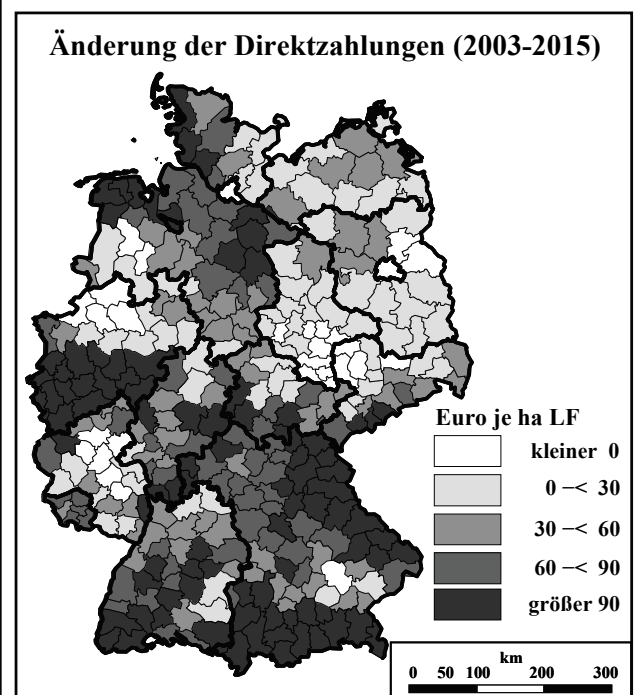 Änderung der Direktzahlungen (2003-2015)
Euro je ha LF
kleiner 0
0 –< 30
30 –< 60
60 –< 90
größer 90
km
0 50 100 200 300